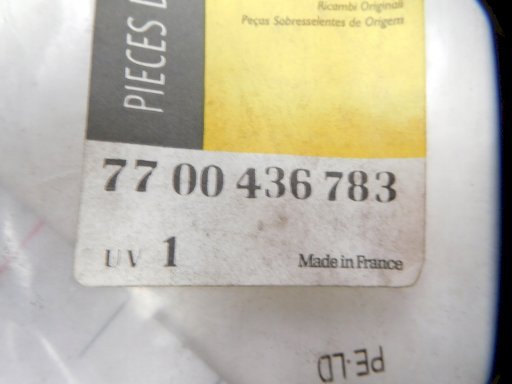 PIECES D
Ricambi Originali
Peças Sobresselentes de Origem
77 00 436 783
UV 1
Made in France
PE-LD